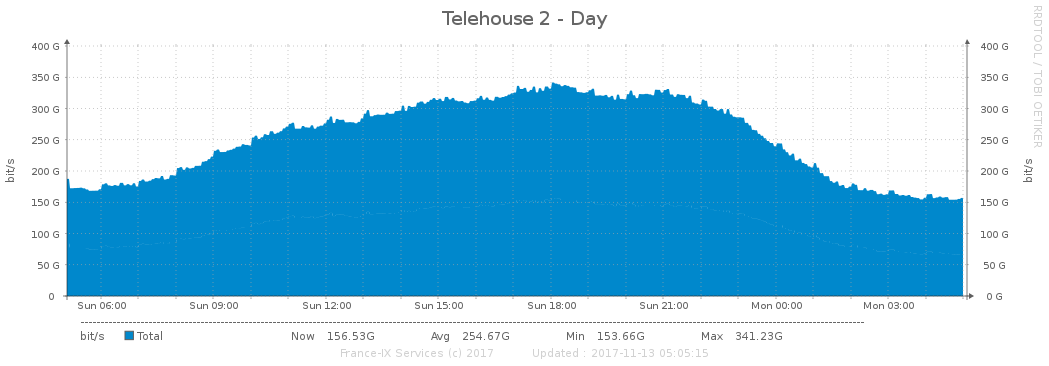 Telehouse 2 - Day
RRDTOOL / TOBI OETIKER
400 G 400 G
350 G 350 G
300 G 300 G
250 G 250 G
200 G 200 G
150 G 150 G
100 G 100 G
50 G 50 G
0 0 G
bit/s bit/s
Sun 06:00 Sun 09:00 Sun 12:00 Sun 15:00 Sun 18:00 Sun 21:00 Mon 00:00 Mon 03:00
bit/s Total Now 156.53G Avg 254.67G Min 153.66G Max 341.23G
France-IX Services (c) 2017 Updated : 2017-11-13 05:05:15